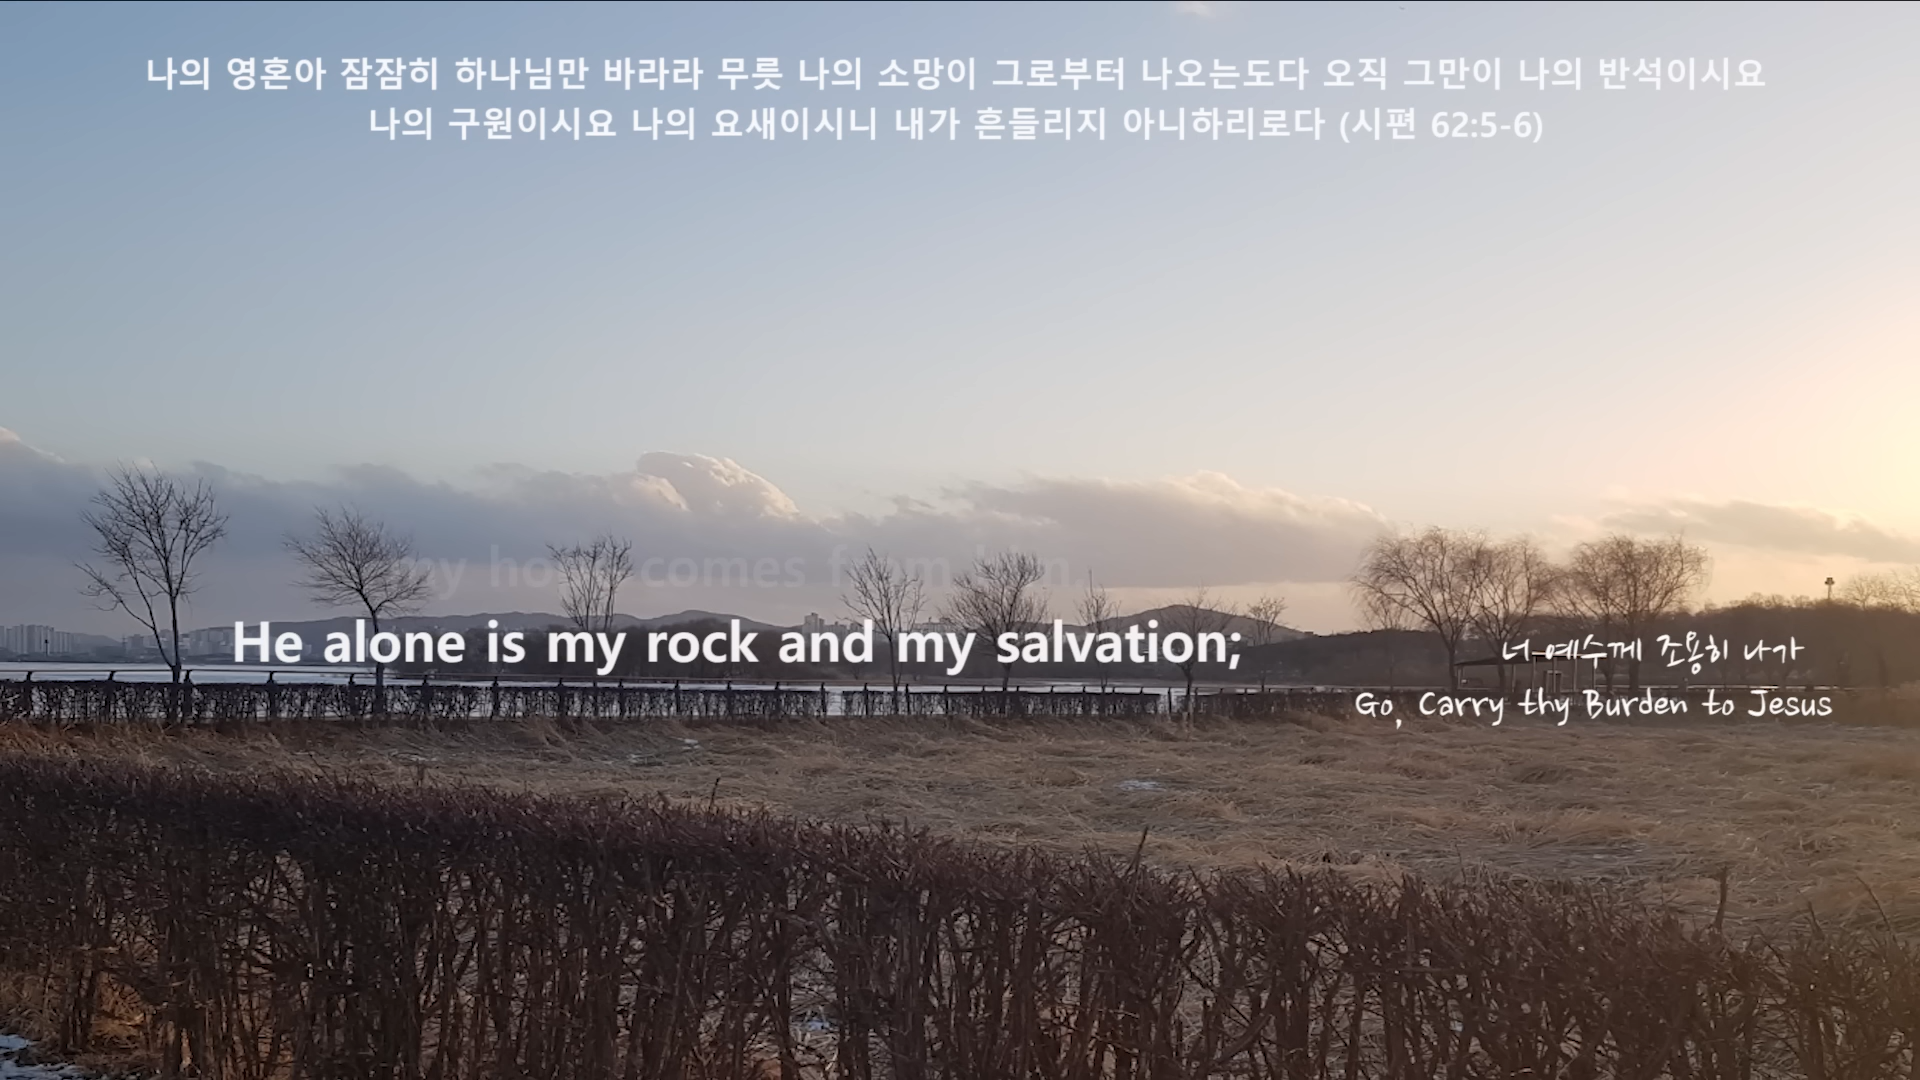 나의 영혼아 잠잠히 하나님만 바라라 무릇 나의 소망이 그로부터 나오는도다 오직 그만이 나의 반석이시요
나의 구원이시요 나의 요새이시니 내가 흔들리지 아니하리로다 (시편 62:5-6)
my hope comes from him.
He alone is my rock and my salvation;
너 예수께 조용히 나가
Go, Carry thy Burden to Jesus